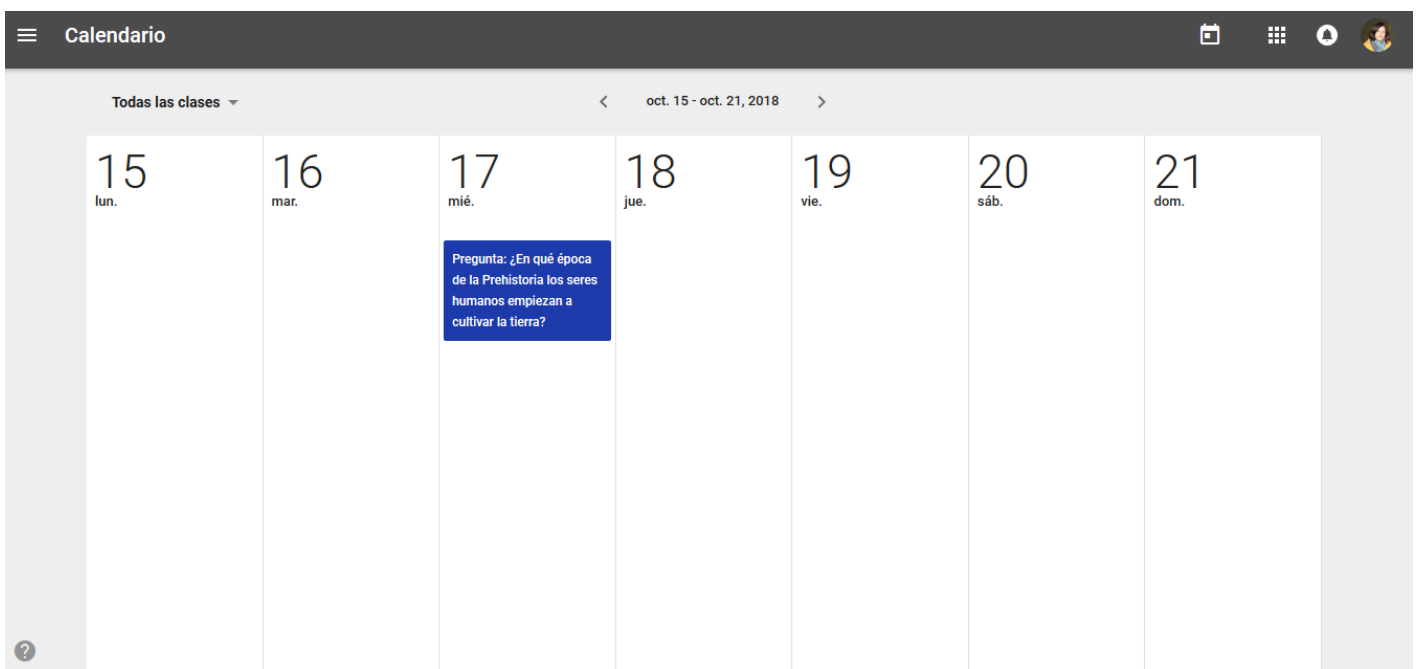 Calendario
Todas las clases
oct. 15 - oct. 21, 2018
15
lun.
16
mar.
17
mié.
18
jue.
19
vie.
20
sáb.
21
dom.
Pregunta: ¿En qué época
de la Prehistoria los seres
humanos empiezan a
cultivar la tierra?
?